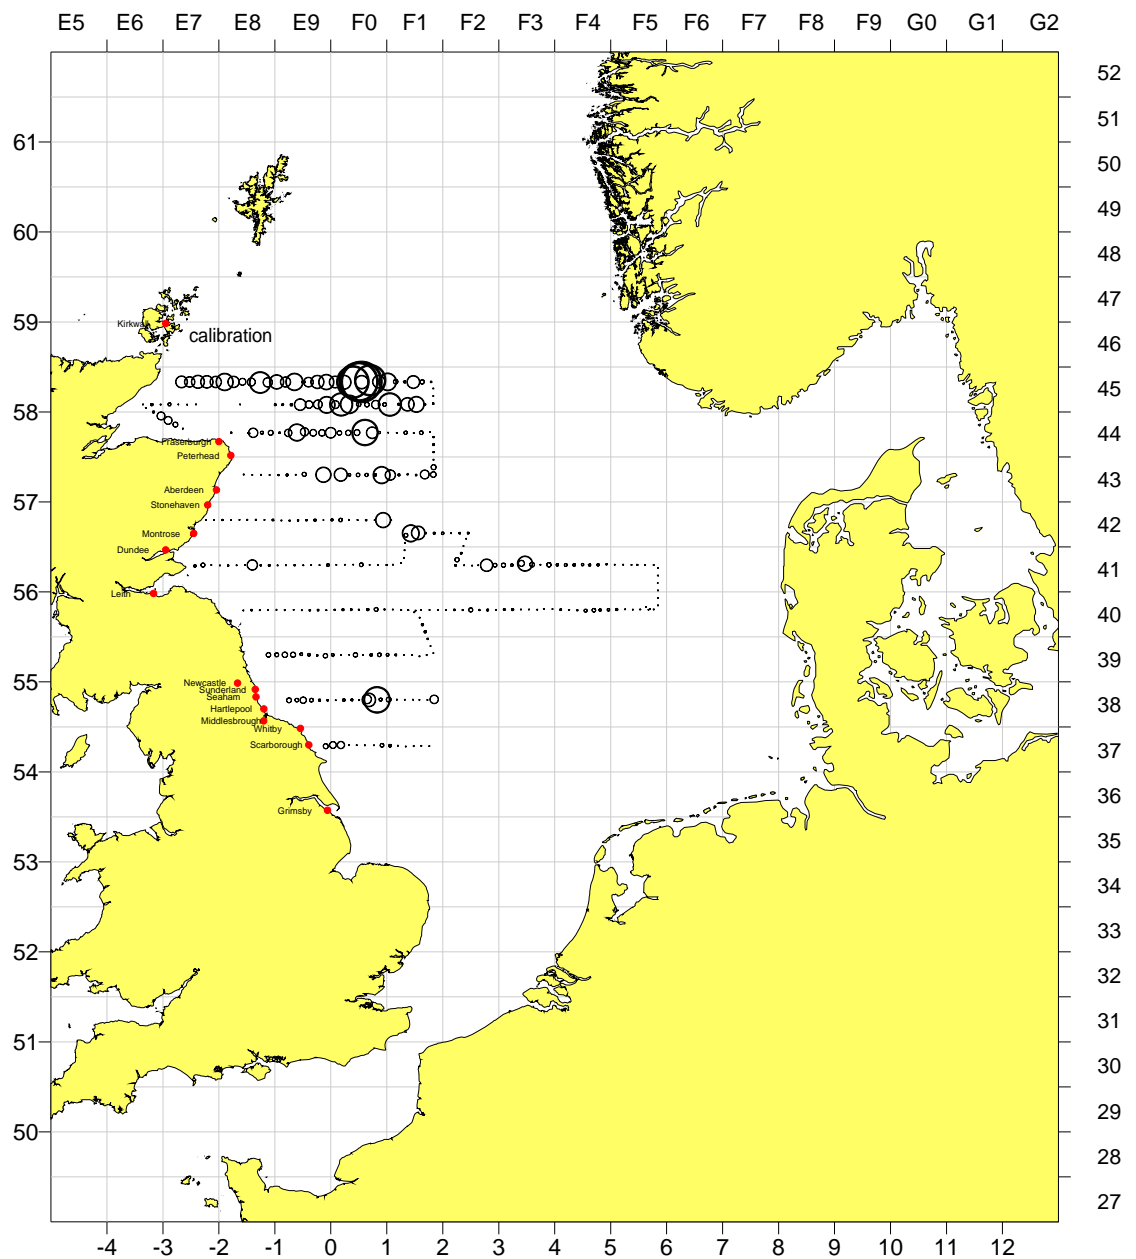 E5 E6 E7 E8 E9 F0 F1 F2 F3 F4 F5 F6 F7 F8 F9 G0 G1 G2
52
51
61
50
49
60
48
47
59
Kirkwall
calibration
46
45
58
44
Fraserburgh
Peterhead
43
Aberdeen
57
Stonehaven
42
Montrose
Dundee
41
56
Leith
40
39
55
Newcastle
Sunderland
Seaham
38
Hartlepool
Middlesbrough
Whitby
Scarborough
37
54
36
Grimsby
35
53
34
33
52
32
31
51
30
29
50
28
27
-4 -3 -2 -1 0 1 2 3 4 5 6 7 8 9 10 11 12